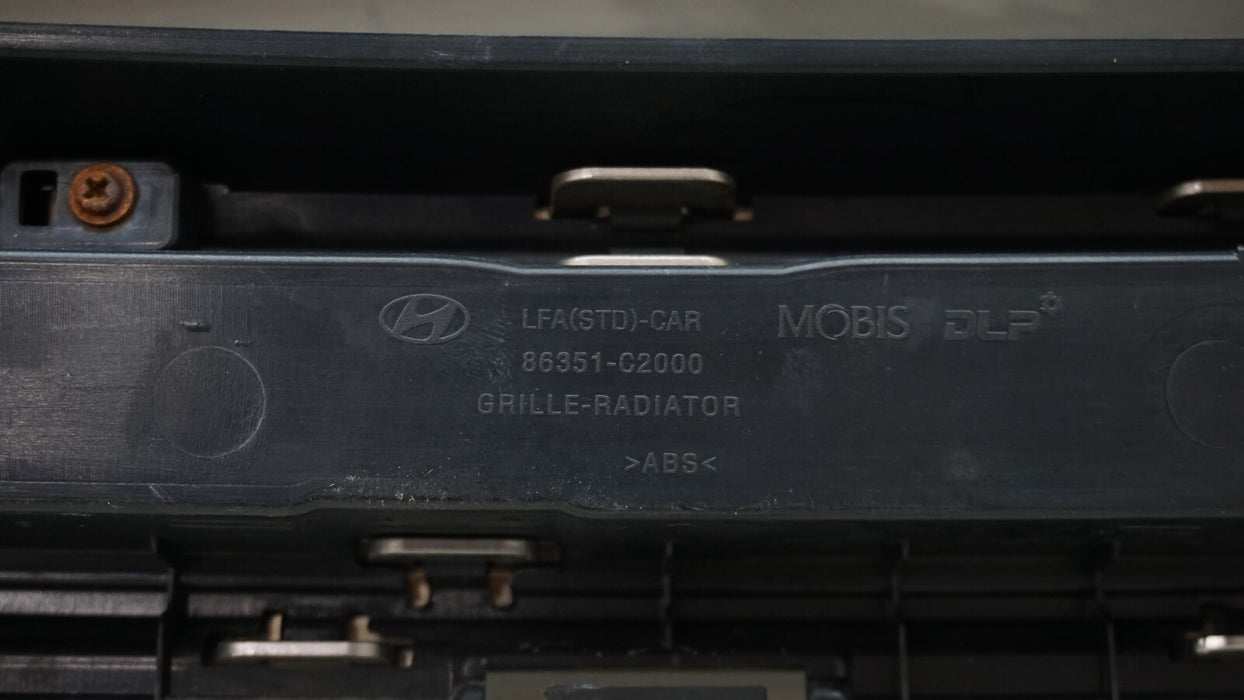 LFA(STD)-CAR MOBIS DLP
86351-C2000
GRILLE-RADIATOR
>ABS<